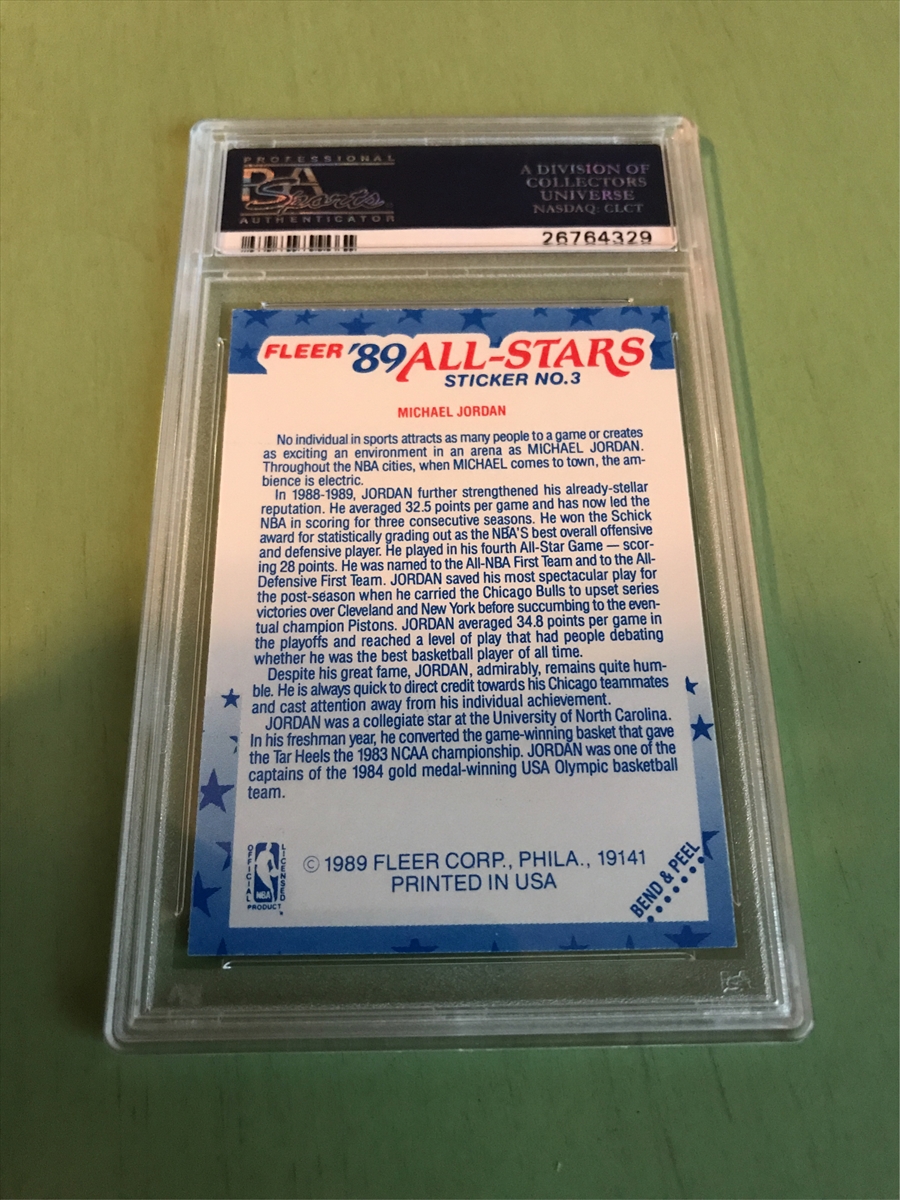 PROFESSIONAL
PSA
Sports
AUTHENTICATOR
A DIVISION OF
COLLECTORS
UNIVERSE
NASDAQ: CLCT
26764329
FLEER '89 ALL-STARS
STICKER NO.3
MICHAEL JORDAN
No individual in sports attracts as many people to a game or creates
as exciting an environment in an arena as MICHAEL JORDAN.
Throughout the NBA cities, when MICHAEL comes to town, the am-
bience is electric.
In 1988-1989, JORDAN further strengthened his already-stellar
reputation. He averaged 32.5 points per game and has now led the
NBA in scoring for three consecutive seasons. He won the Schick
award for statistically grading out as the NBA'S best overall offensive
and defensive player. He played in his fourth All-Star Game — scor-
ing 28 points. He was named to the All-NBA First Team and to the All-
Defensive First Team. JORDAN saved his most spectacular play for
the post-season when he carried the Chicago Bulls to upset series
victories over Cleveland and New York before succumbing to the even-
tual champion Pistons. JORDAN averaged 34.8 points per game in
the playoffs and reached a level of play that had people debating
whether he was the best basketball player of all time.
Despite his great fame, JORDAN, admirably, remains quite hum-
ble. He is always quick to direct credit towards his Chicago teammates
and cast attention away from his individual achievement.
JORDAN was a collegiate star at the University of North Carolina.
In his freshman year, he converted the game-winning basket that gave
the Tar Heels the 1983 NCAA championship. JORDAN was one of the
captains of the 1984 gold medal-winning USA Olympic basketball
team.
OFFICIAL
LICENSED
NBA
PRODUCT
© 1989 FLEER CORP., PHILA., 19141
PRINTED IN USA
BEND & PEEL